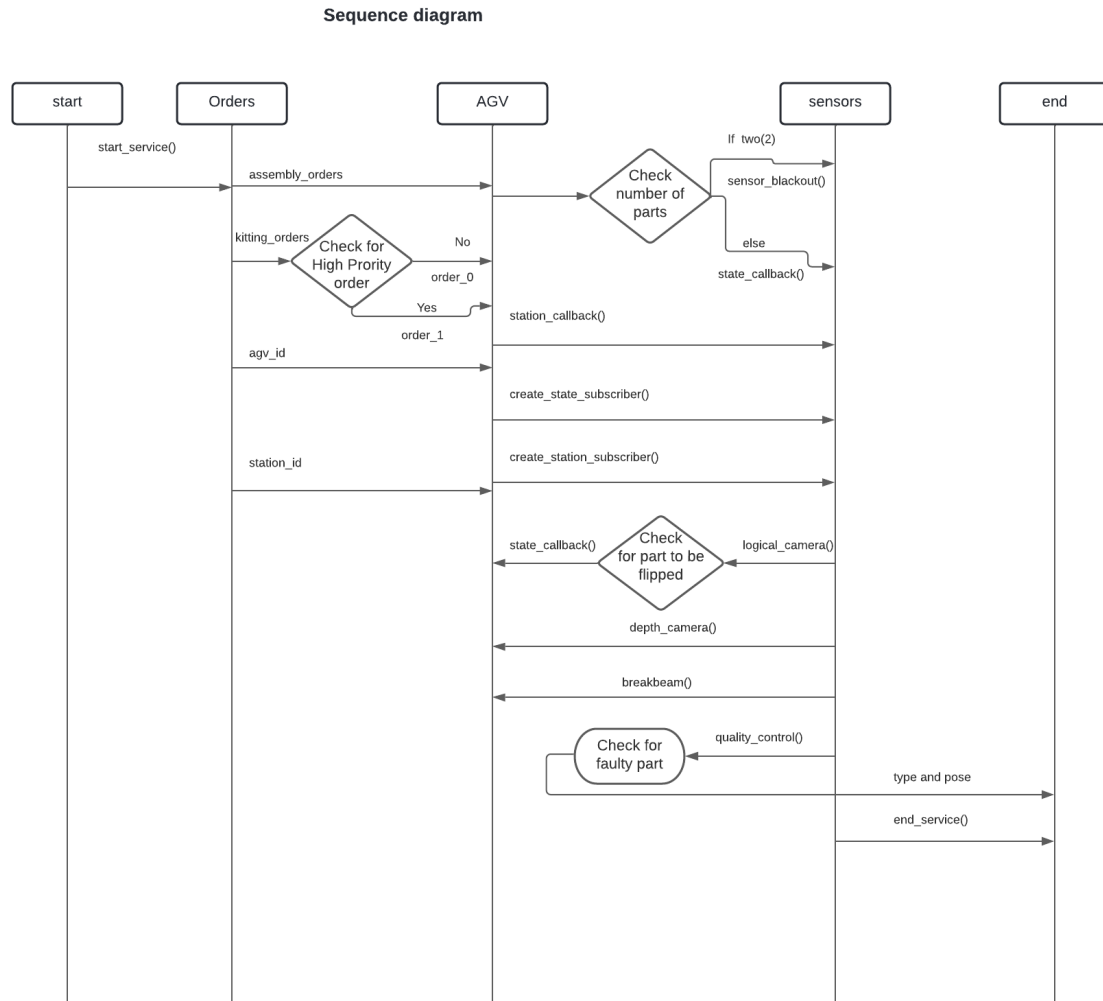 Sequence diagram
start
Orders
AGV
sensors
end
start_service()
assembly_orders
Check
number of
parts
If two(2)
sensor_blackout()
else
state_callback()
kitting_orders
Check for
High Prority
order
No
order_0
Yes
order_1
station_callback()
agv_id
create_state_subscriber()
station_id
create_station_subscriber()
state_callback()
Check
for part to be
flipped
logical_camera()
depth_camera()
breakbeam()
Check for
faulty part
quality_control()
type and pose
end_service()